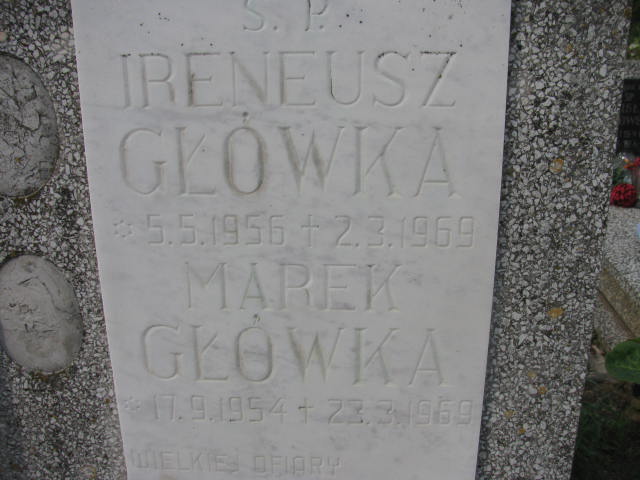 Ś. P.
IRENEUSZ
GŁÓWKA
* 5.5.1956 + 2.3.1969
MAREK
GŁÓWKA
* 17.9.1954 + 23.3.1969
WIELKIEJ OFIARY